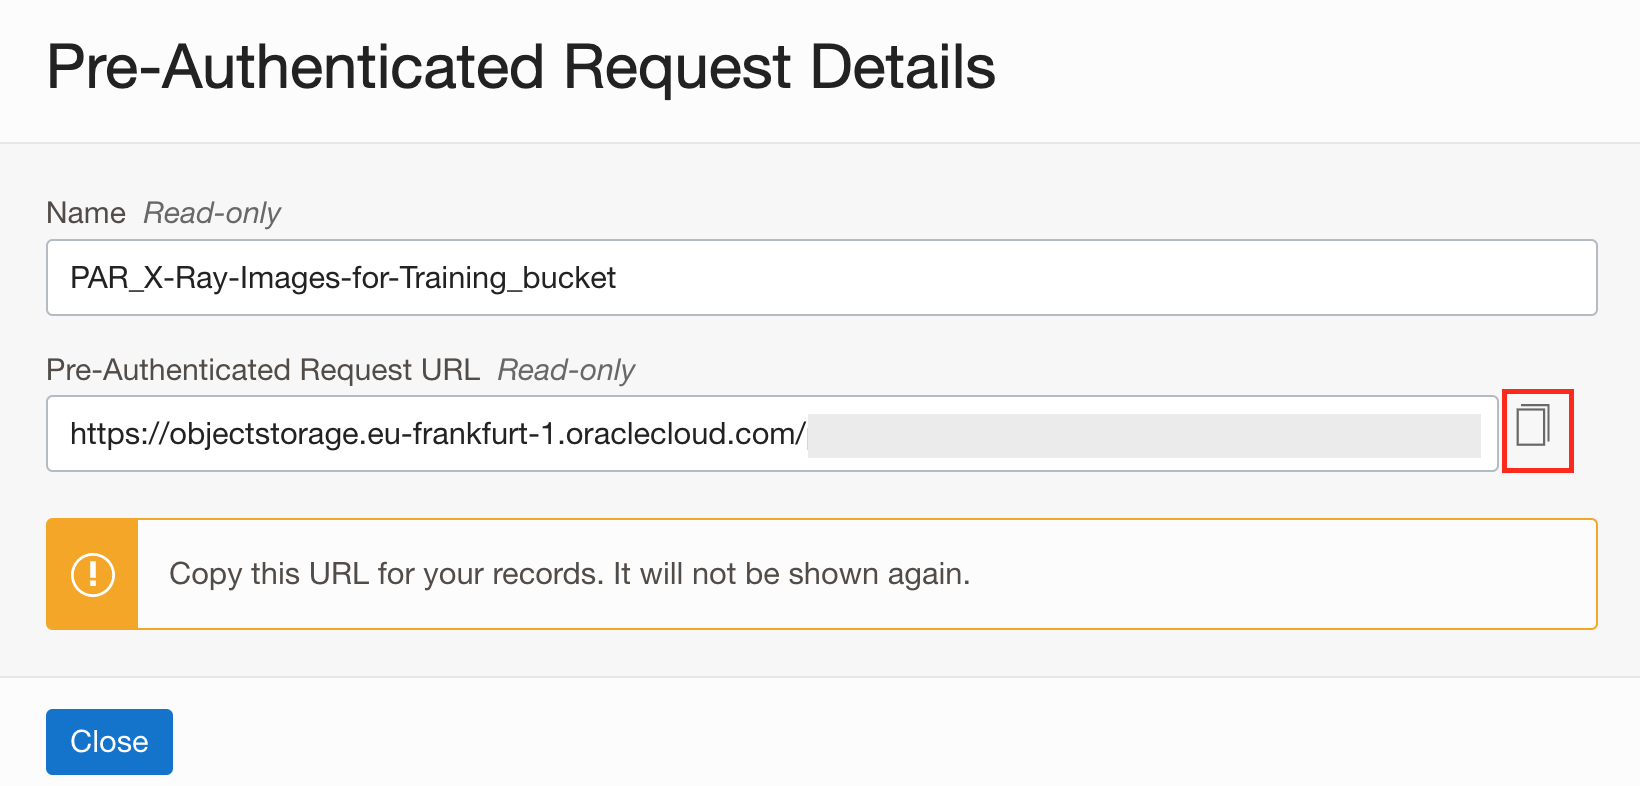 Pre-Authenticated Request Details
Name Read-only
PAR_X-Ray-Images-for-Training_bucket
Pre-Authenticated Request URL Read-only
https://objectstorage.eu-frankfurt-1.oraclecloud.com/
Copy this URL for your records. It will not be shown again.
Close